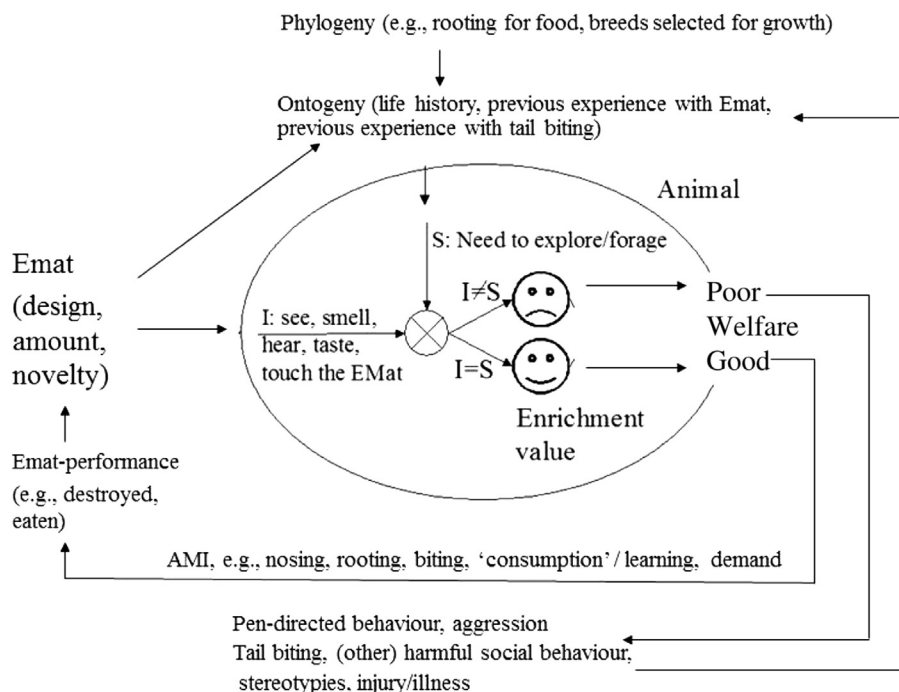 Phylogeny (e.g., rooting for food, breeds selected for growth)
Ontogeny (life history, previous experience with Emat,
previous experience with tail biting)
Animal
S: Need to explore/forage
Emat
(design,
amount,
novelty)
I: see, smell,
hear, taste,
touch the EMat
I≠S
I=S
Poor
Welfare
Good
Enrichment
value
Emat-performance
(e.g., destroyed,
eaten)
AMI, e.g., nosing, rooting, biting, ‘consumption’/ learning, demand
Pen-directed behaviour, aggression
Tail biting, (other) harmful social behaviour,
stereotypies, injury/illness